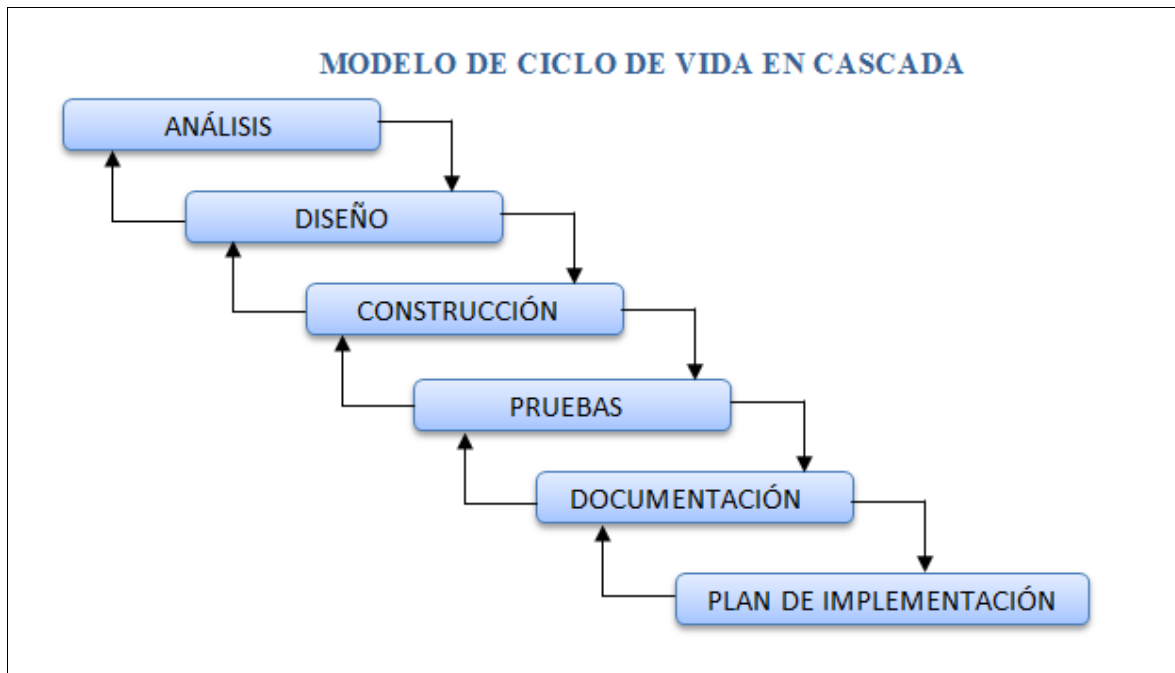 MODELO DE CICLO DE VIDA EN CASCADA
ANÁLISIS
DISEÑO
CONSTRUCCIÓN
PRUEBAS
DOCUMENTACIÓN
PLAN DE IMPLEMENTACIÓN